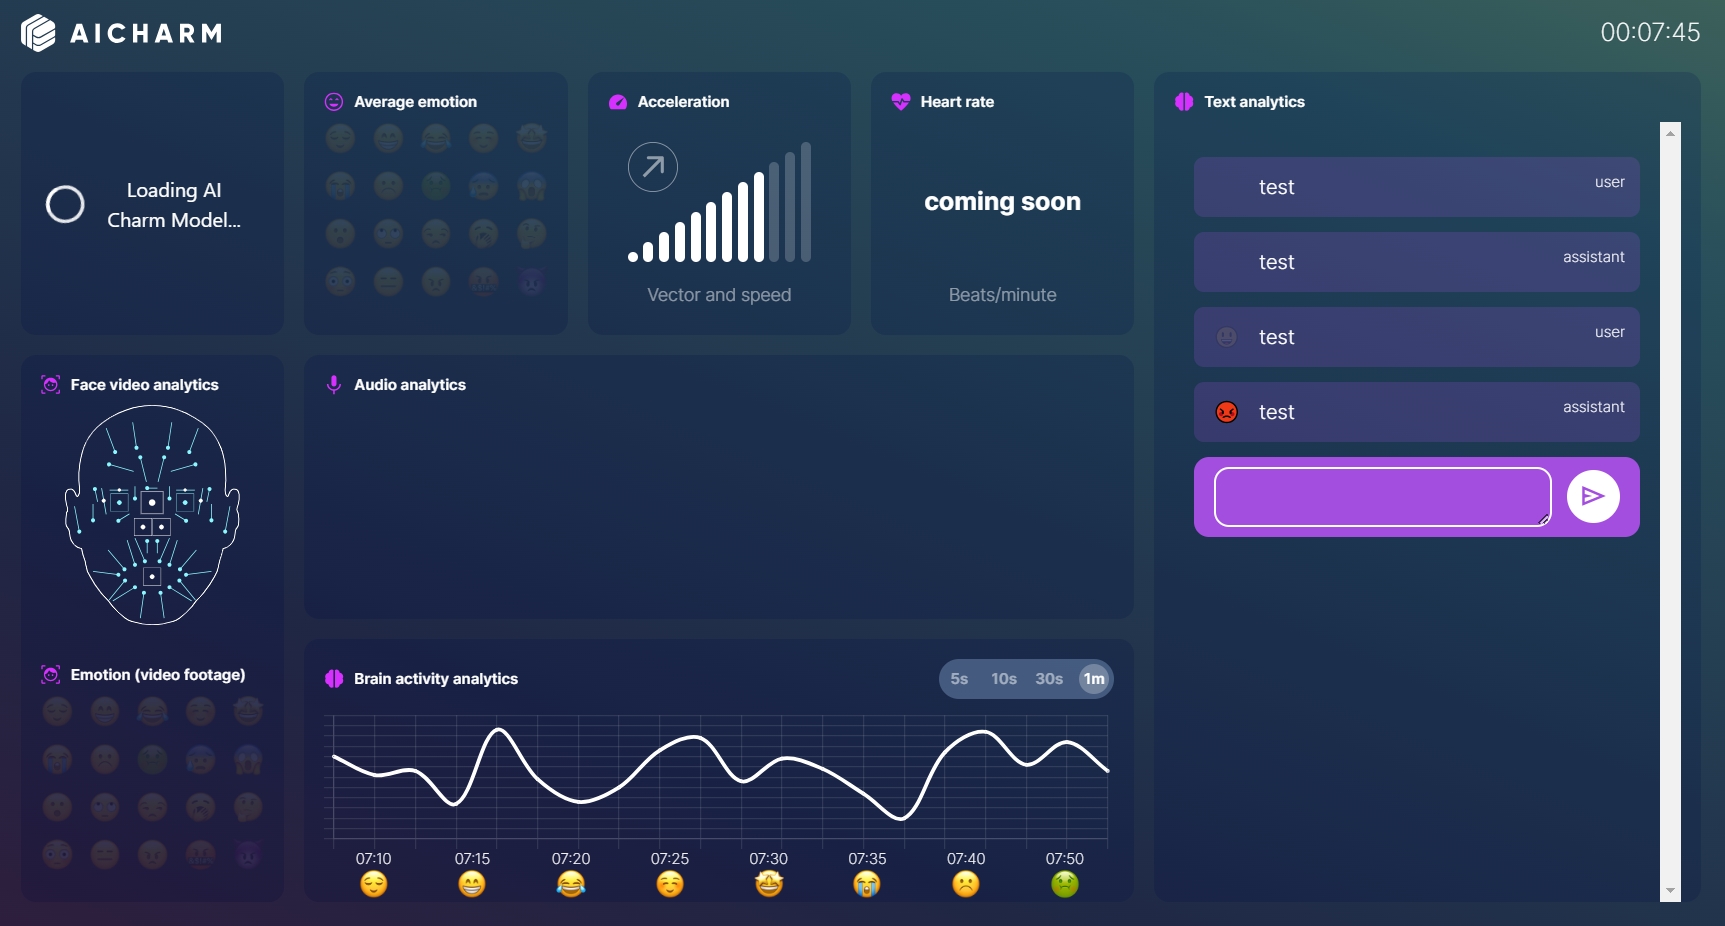 AICHARM
00:07:45
Loading AI
Charm Model...
Average emotion
Acceleration
Vector and speed
Heart rate
coming soon
Beats/minute
Text analytics
test
user
test
assistant
test
user
test
assistant
Face video analytics
Audio analytics
Emotion (video footage)
Brain activity analytics
5s 10s 30s 1m
07:10 07:15 07:20 07:25 07:30 07:35 07:40 07:50